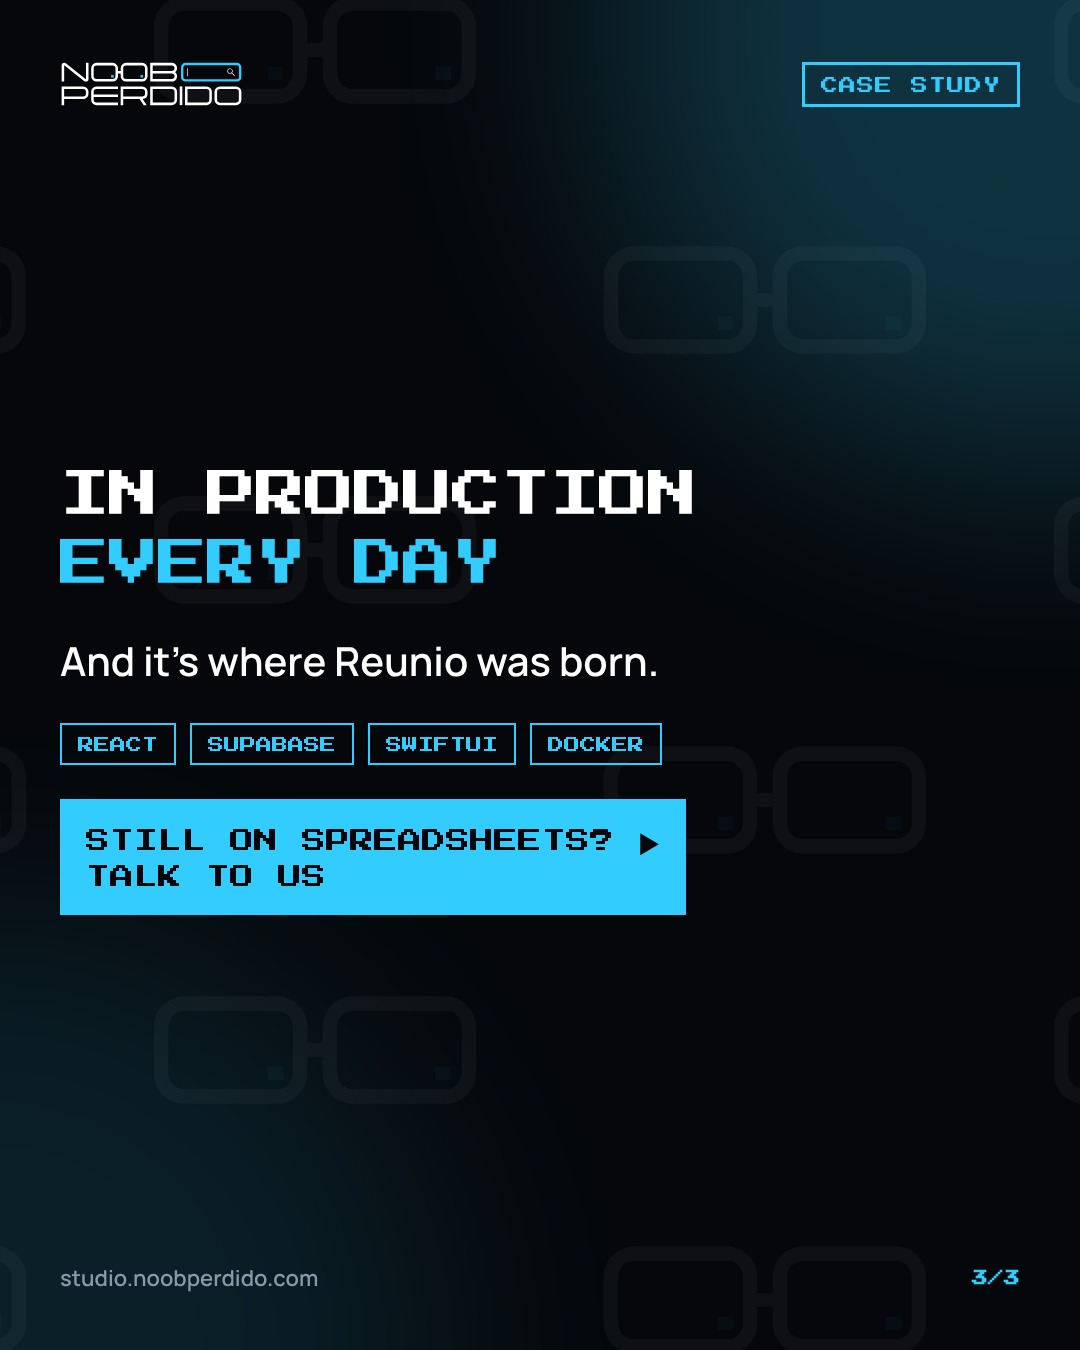 NOOB
PERDIDO
CASE STUDY
IN PRODUCTION
EVERY DAY
And it’s where Reunio was born.
REACT SUPABASE SWIFTUI DOCKER
STILL ON SPREADSHEETS?
TALK TO US
studio.noobperdido.com
3/3